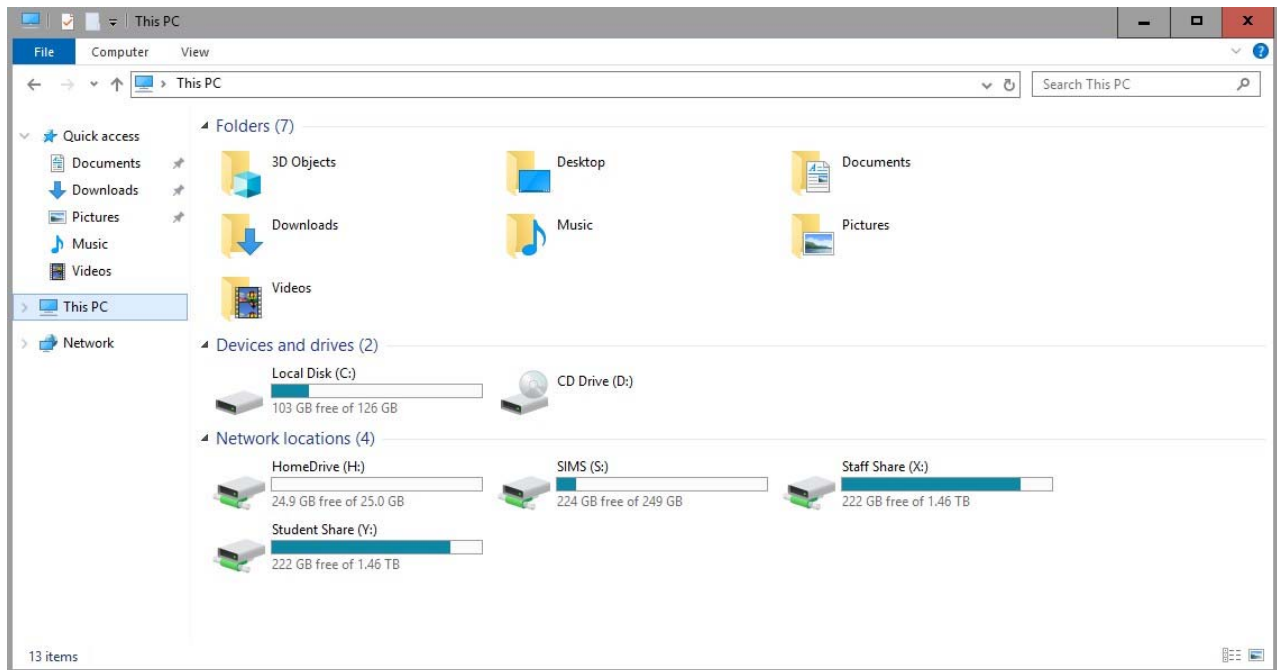 This PC
File Computer View
This PC
Search This PC
Quick access
Documents
Downloads
Pictures
Music
Videos
This PC
Network
Folders (7)
3D Objects
Desktop
Documents
Downloads
Music
Pictures
Videos
Devices and drives (2)
Local Disk (C:)
103 GB free of 126 GB
CD Drive (D:)
Network locations (4)
HomeDrive (H:)
24.9 GB free of 25.0 GB
SIMS (S:)
224 GB free of 249 GB
Staff Share (X:)
222 GB free of 1.46 TB
Student Share (Y:)
222 GB free of 1.46 TB
13 items